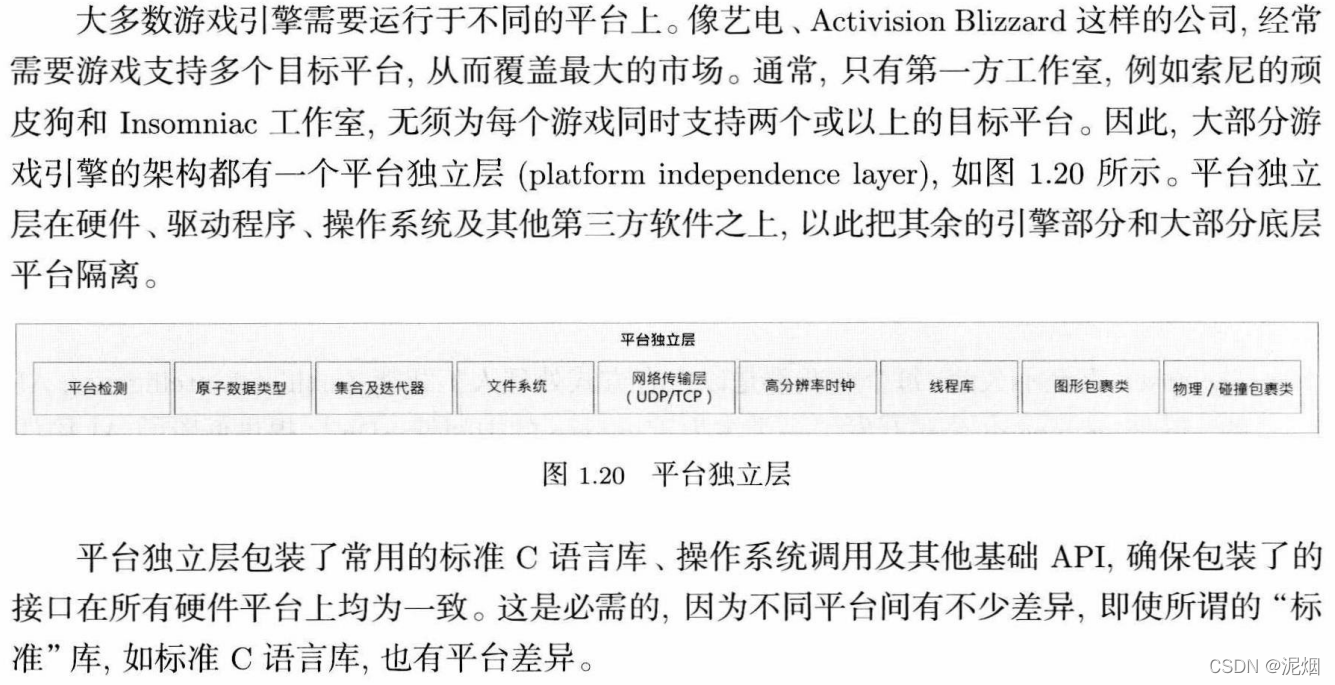 大多数游戏引擎需要运行于不同的平台上。像艺电、Activision Blizzard 这样的公司, 经常
需要游戏支持多个目标平台, 从而覆盖最大的市场。通常, 只有第一方工作室, 例如索尼的顽
皮狗和 Insomniac 工作室, 无须为每个游戏同时支持两个或以上的目标平台。因此, 大部分游
戏引擎的架构都有一个平台独立层 (platform independence layer), 如图 1.20 所示。平台独立
层在硬件、驱动程序、操作系统及其他第三方软件之上, 以此把其余的引擎部分和大部分底层
平台隔离。
平台独立层
平台检测
原子数据类型
集合及迭代器
文件系统
网络传输层
(UDP/TCP)
高分辨率时钟
线程库
图形包裹类
物理 / 碰撞包裹类
图 1.20 平台独立层
平台独立层包装了常用的标准 C 语言库、操作系统调用及其他基础 API, 确保包装了的
接口在所有硬件平台上均为一致。这是必需的, 因为不同平台间有不少差异, 即使所谓的 “标
准” 库, 如标准 C 语言库, 也有平台差异。
CSDN @泥烟